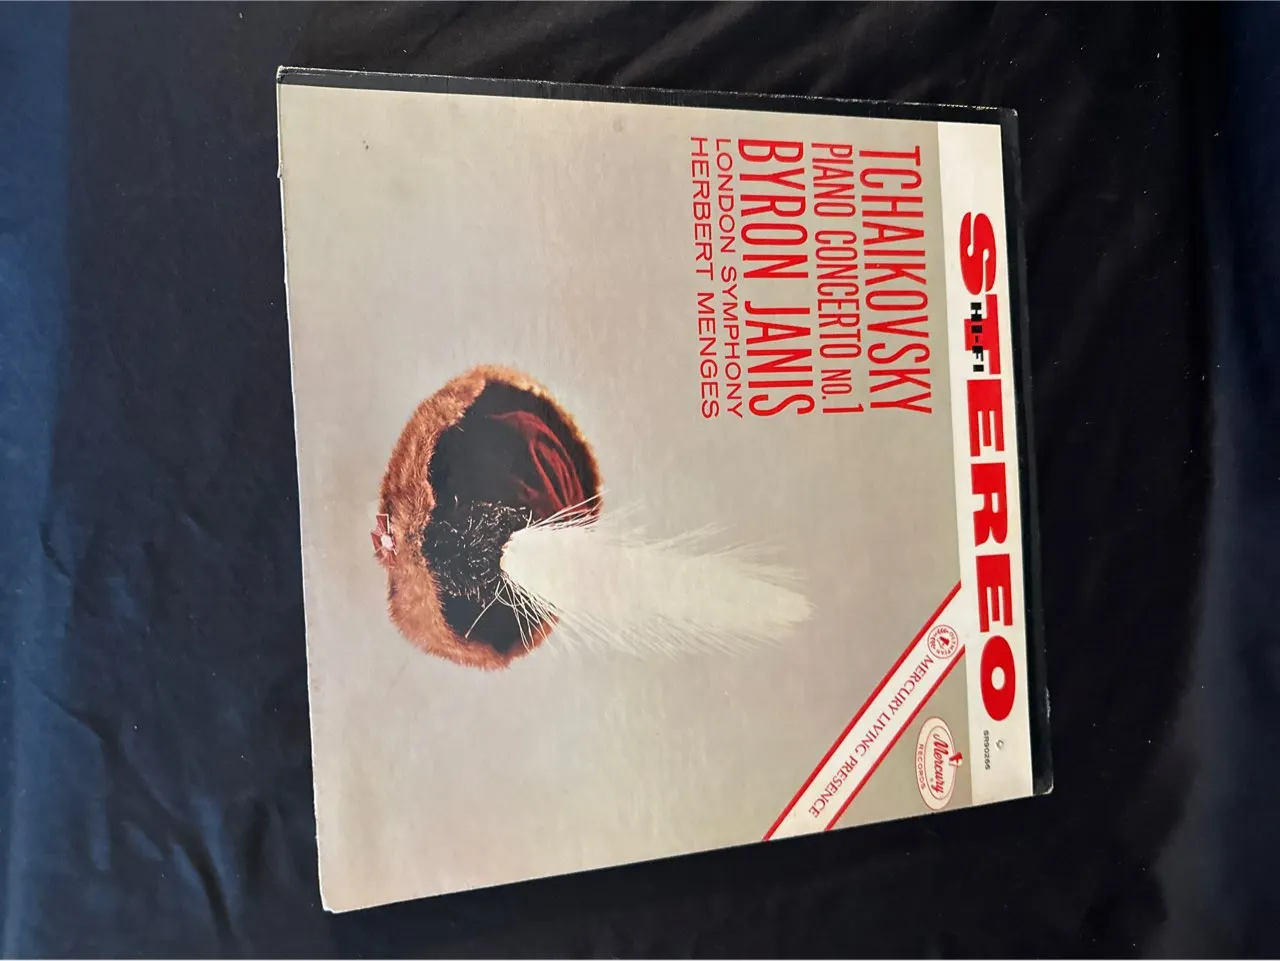 STEREO
HI-FI
SR90266
TCHAIKOVSKY
PIANO CONCERTO NO. 1
BYRON JANIS
LONDON SYMPHONY
HERBERT MENGES
Mercury
RECORDS
MERCURY LIVING PRESENCE